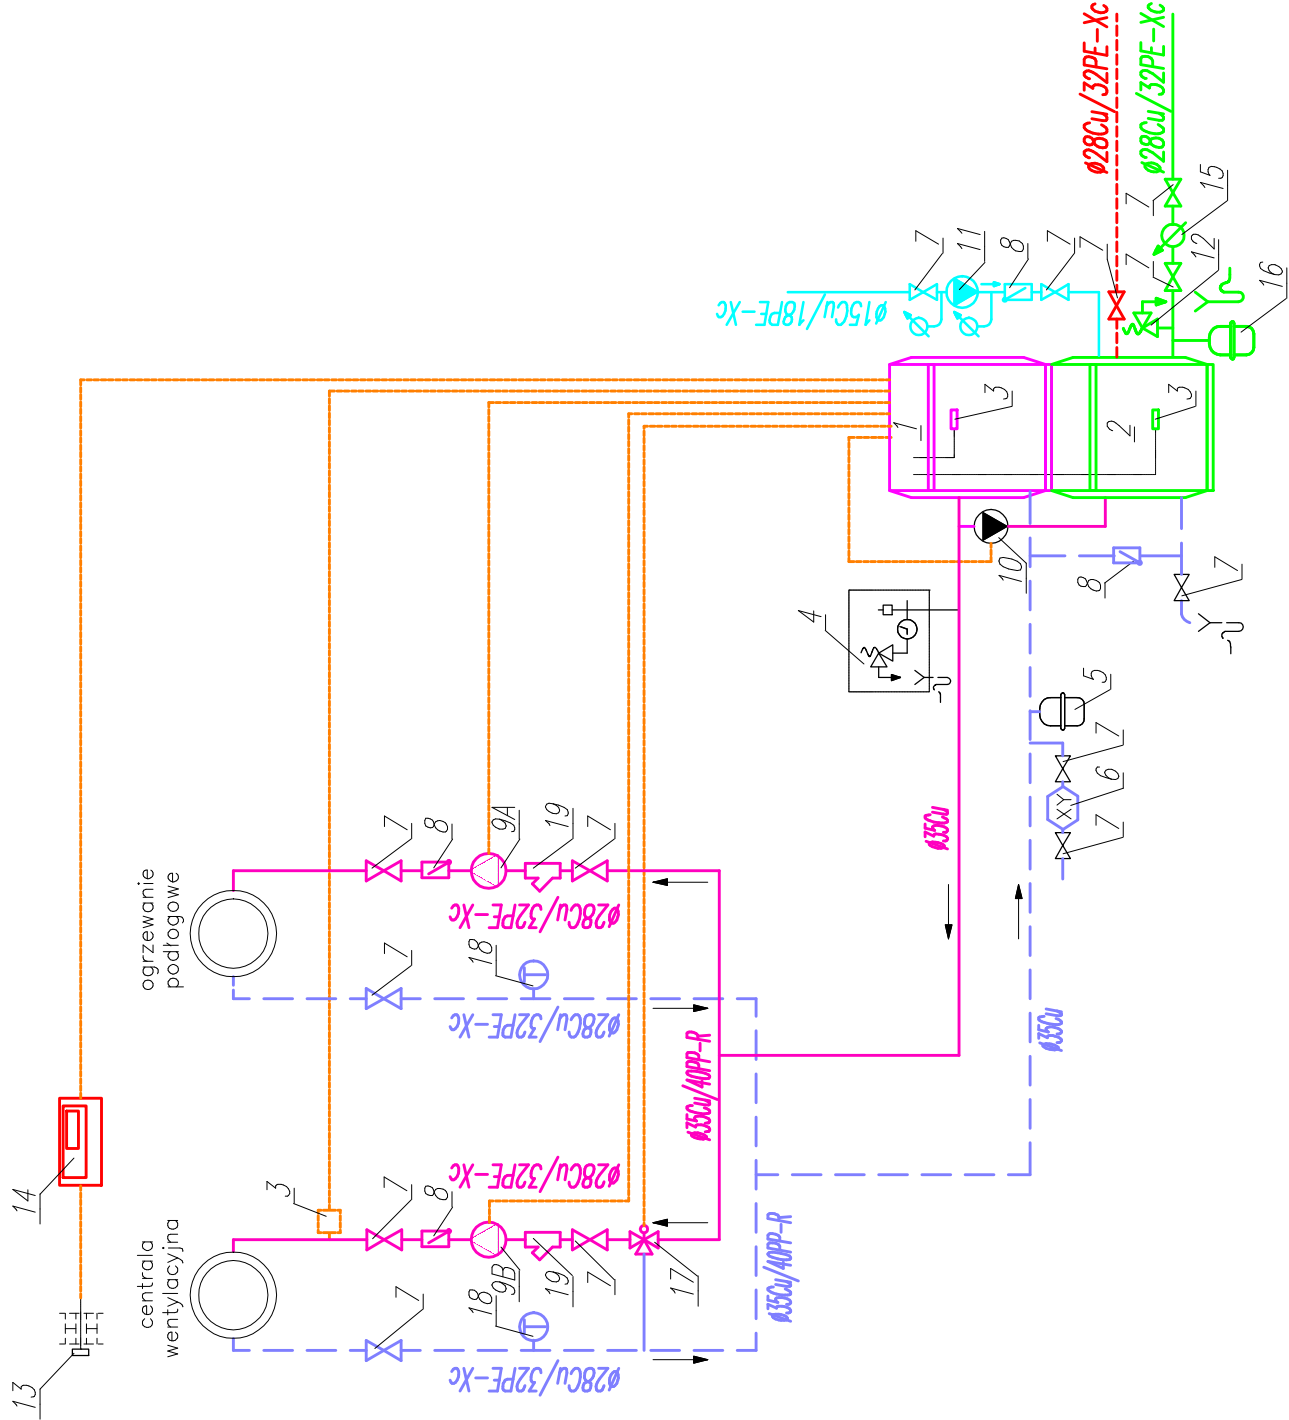 14
13
centrala
wentylacyjna
ogrzewanie
podłogowe
3
7
8
9B
19
7
17
7
18
ø28Cu/32PE-Xc
ø28Cu/32PE-Xc
7
8
9A
19
7
7
18
ø28Cu/32PE-Xc
ø28Cu/32PE-Xc
ø35Cu/40PP-R
ø35Cu/40PP-R
ø35Cu
ø35Cu
4
5
7
6
XY
7
10
8
7
1
3
2
3
ø15Cu/18PE-Xc
7
11
8
7
7
ø28Cu/32PE-Xc
ø28Cu/32PE-Xc
7
15
7
12
16